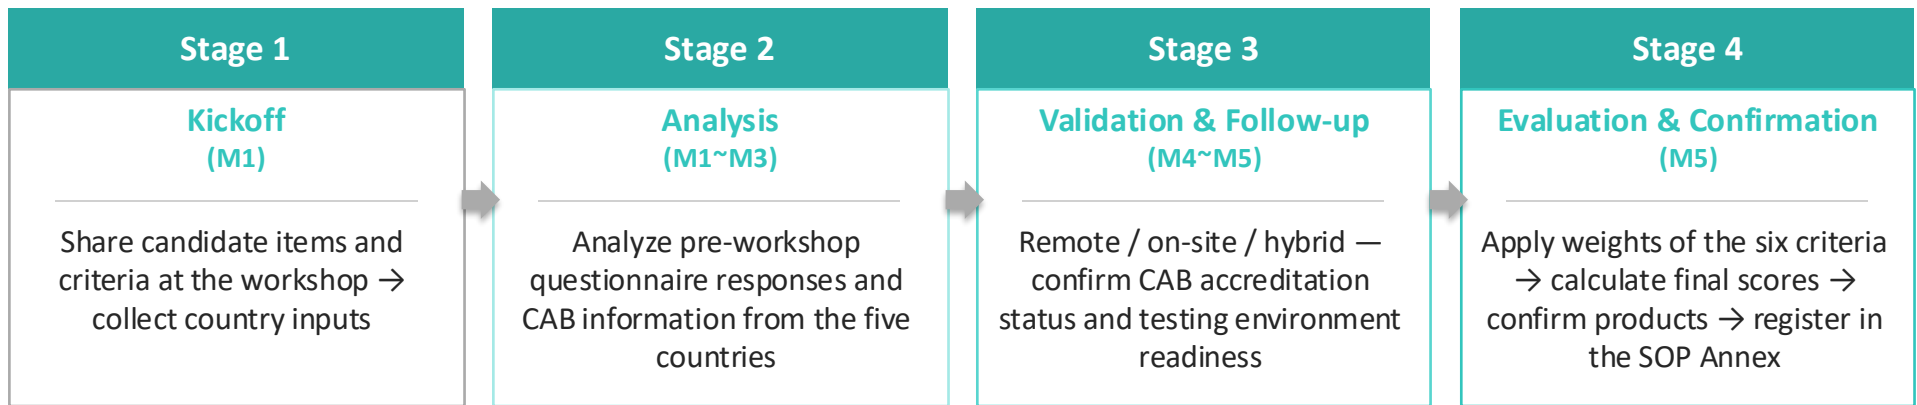 Stage 1
Kickoff
(M1)
Share candidate items and
criteria at the workshop →
collect country inputs
Stage 2
Analysis
(M1~M3)
Analyze pre-workshop
questionnaire responses and
CAB information from the five
countries
Stage 3
Validation & Follow-up
(M4~M5)
Remote / on-site / hybrid —
confirm CAB accreditation
status and testing environment
readiness
Stage 4
Evaluation & Confirmation
(M5)
Apply weights of the six criteria
→ calculate final scores →
confirm products → register in
the SOP Annex